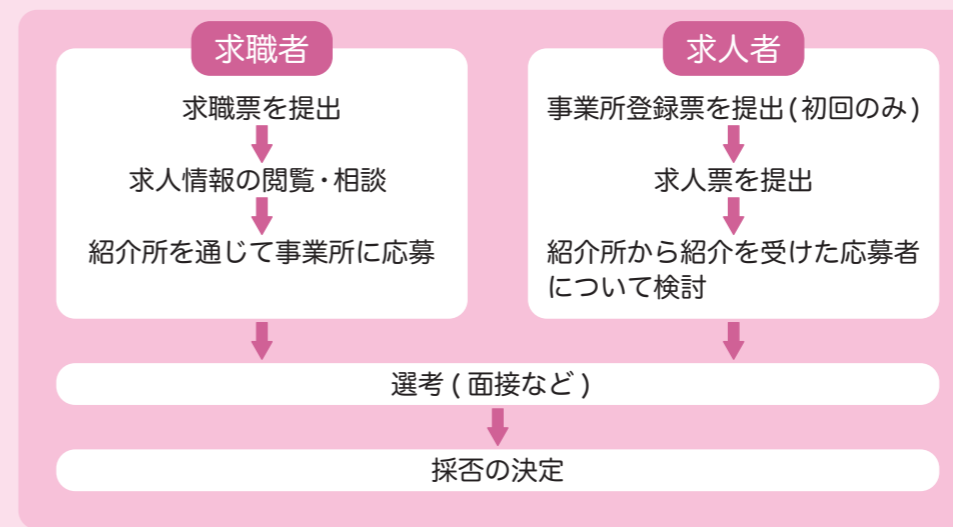 求職者
求職票を提出
求人情報の閲覧・相談
紹介所を通じて事業所に応募
求人者
事業所登録票を提出(初回のみ)
求人票を提出
紹介所から紹介を受けた応募者
について検討
選考(面接など)
採否の決定